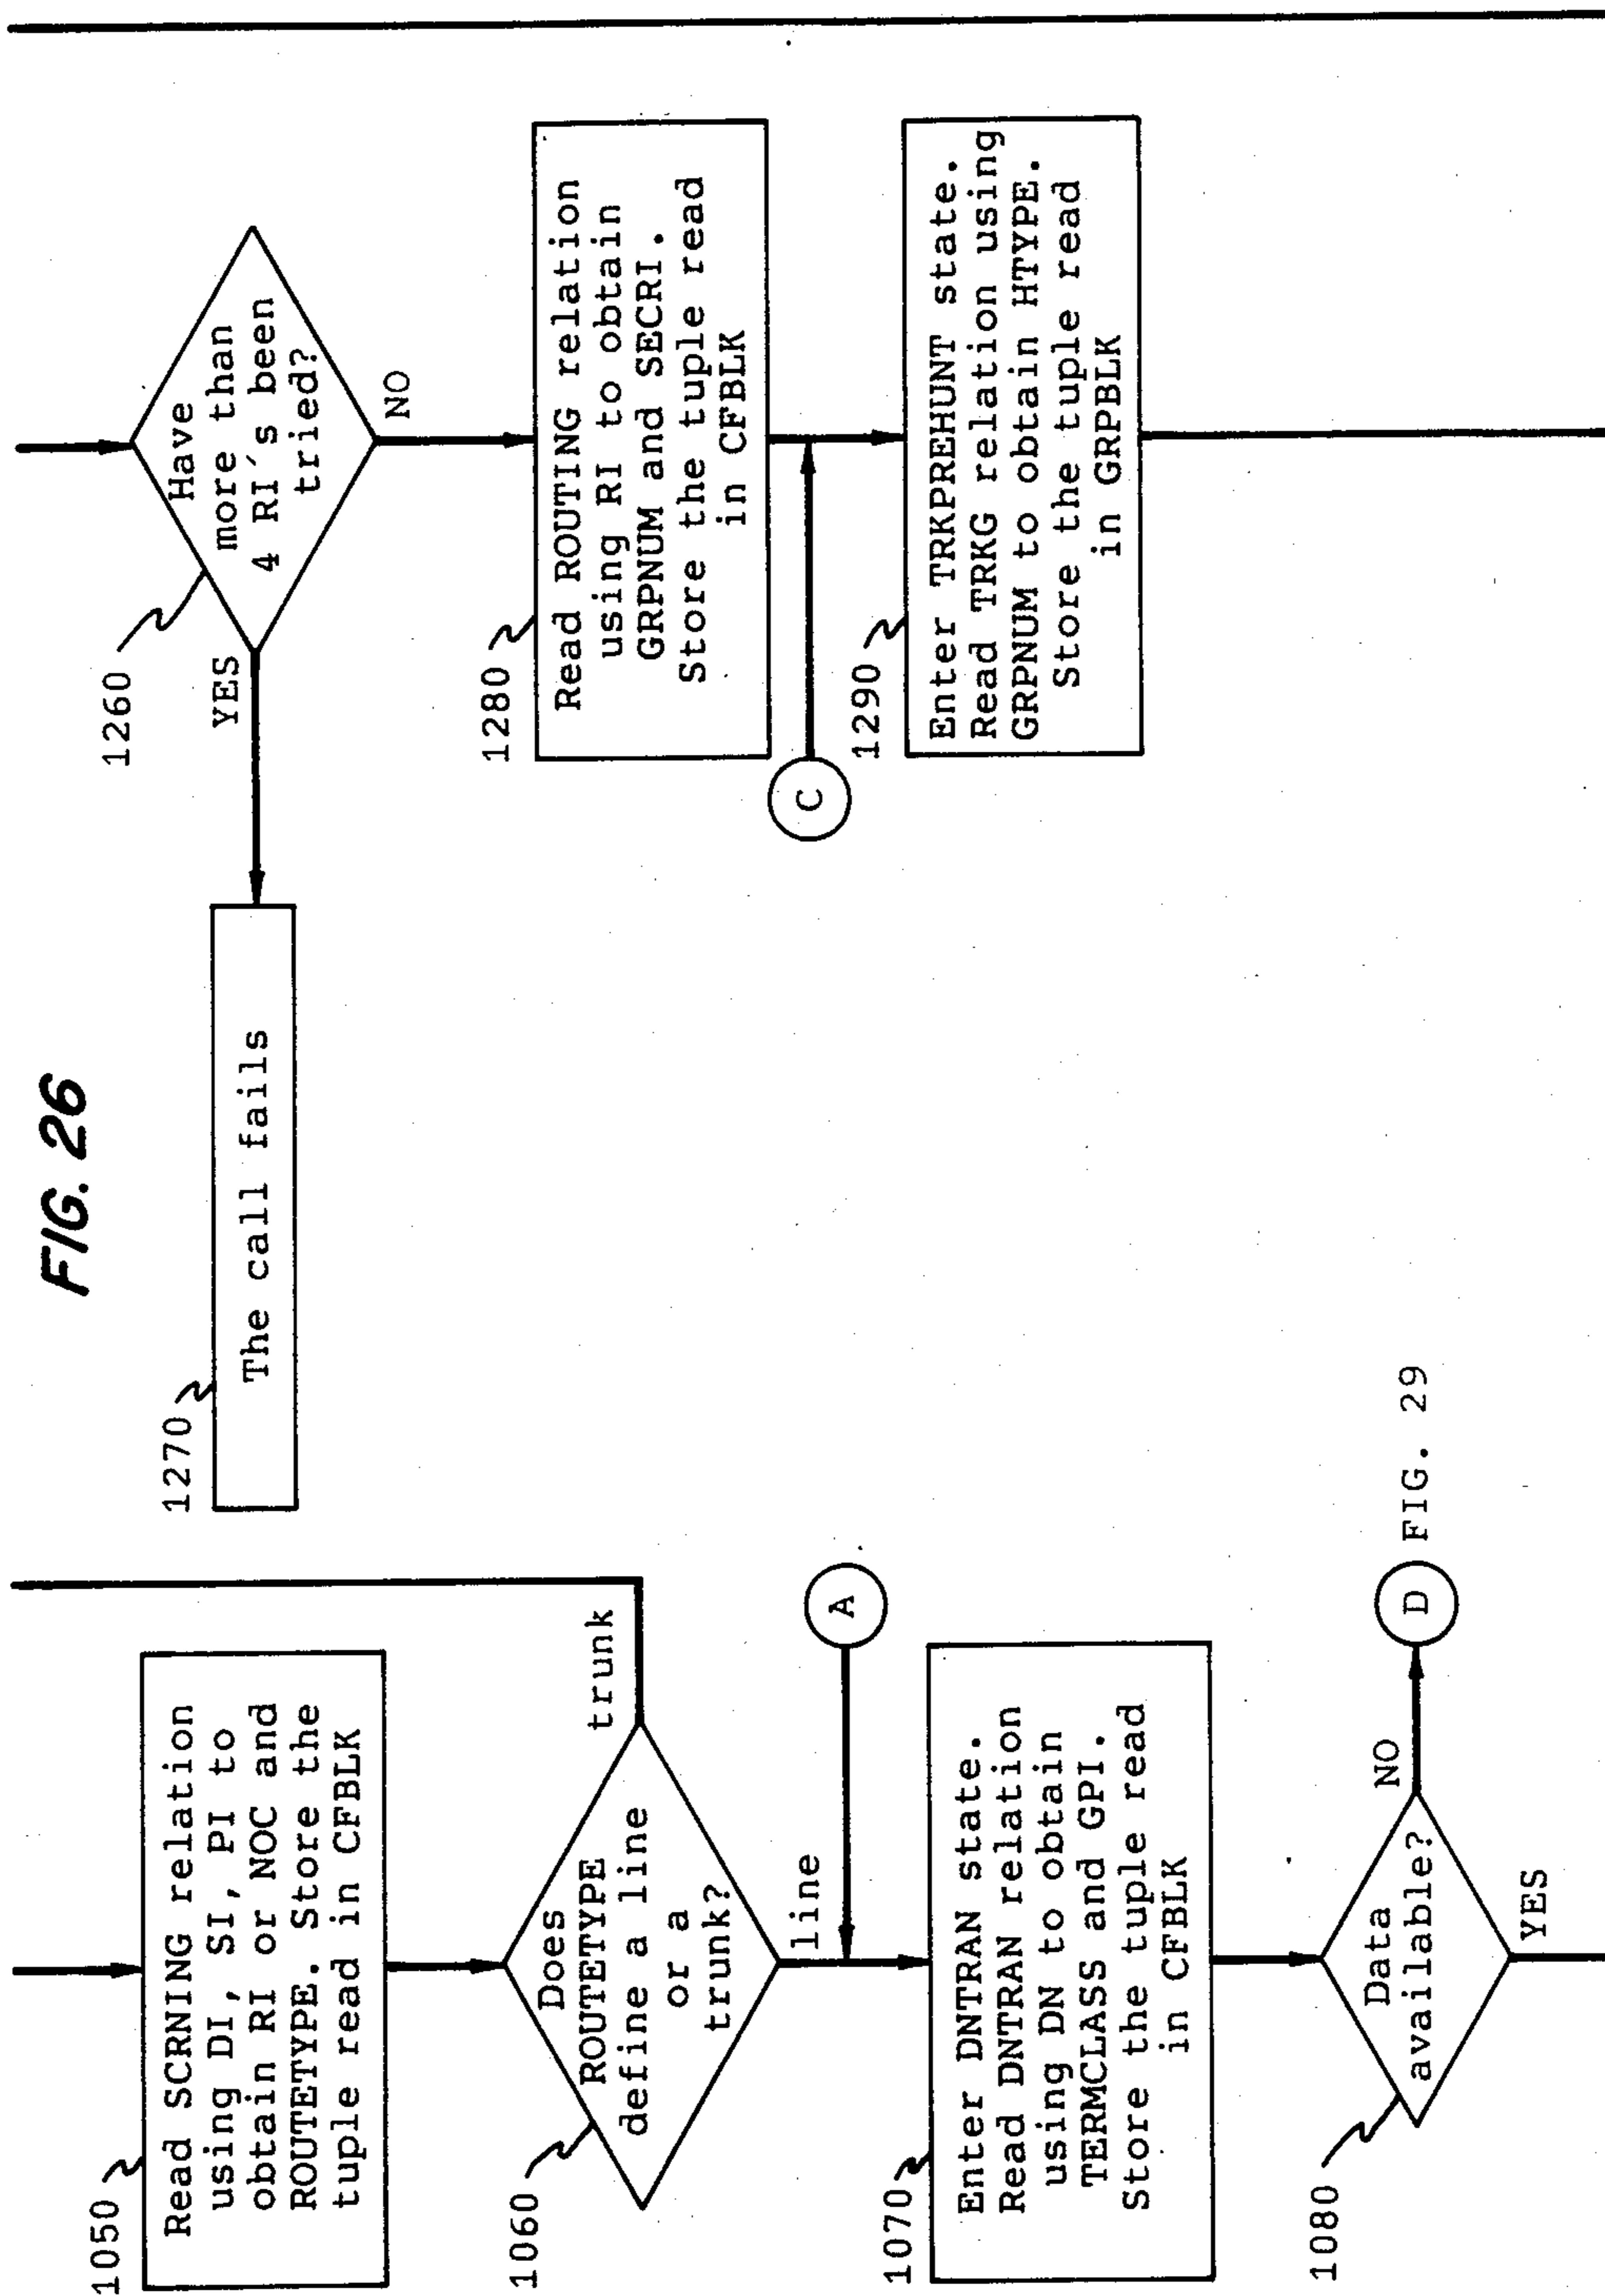 FIG. 26
1050
Read SCRNING relation
using DI, SI, PI to
obtain RI or NOC and
ROUTETYPE. Store the
tuple read in CFBLK
1060
Does
ROUTETYPE
define a line
or a
trunk?
trunk
line
A
1070
Enter DNTRAN state.
Read DNTRAN relation
using DN to obtain
TERMCLASS and GPI.
Store the tuple read
in CFBLK
1080
Data
available?
NO
D FIG. 29
YES
1260
Have
more than
4 RI's been
tried?
YES
NO
1270
The call fails
1280
Read ROUTING relation
using RI to obtain
GRPNUM and SECRI.
Store the tuple read
in CFBLK
C
1290
Enter TRKPREHUNT state.
Read TRKG relation using
GRPNUM to obtain HTYPE.
Store the tuple read
in GRPBLK